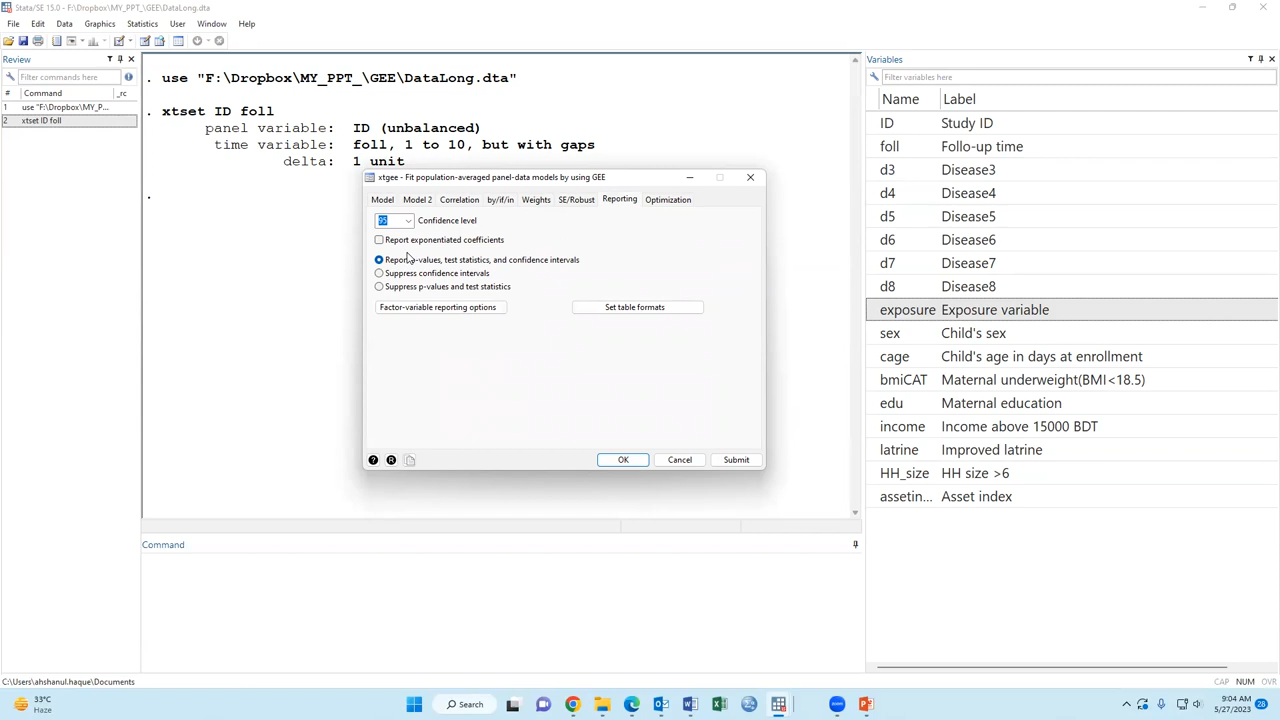 Stata/SE 15.0 - F:\Dropbox\MY_PPT_\GEE\DataLong.dta
File Edit Data Graphics Statistics User Window Help
Review
Filter commands here
# Command _rc
1 use "F:\Dropbox\MY_P...
2 xtset ID foll
. use "F:\Dropbox\MY_PPT_\GEE\DataLong.dta"
. xtset ID foll
panel variable: ID (unbalanced)
time variable: foll, 1 to 10, but with gaps
delta: 1 unit
.
xtgee - Fit population-averaged panel-data models by using GEE
Model Model 2 Correlation by/if/in Weights SE/Robust Reporting Optimization
95 Confidence level
Report exponentiated coefficients
Report p-values, test statistics, and confidence intervals
Suppress confidence intervals
Suppress p-values and test statistics
Factor-variable reporting options Set table formats
OK Cancel Submit
Command
Variables
Filter variables here
Name Label
ID Study ID
foll Follo-up time
d3 Disease3
d4 Disease4
d5 Disease5
d6 Disease6
d7 Disease7
d8 Disease8
exposure Exposure variable
sex Child's sex
cage Child's age in days at enrollment
bmiCAT Maternal underweight(BMI<18.5)
edu Maternal education
income Income above 15000 BDT
latrine Improved latrine
HH_size HH size >6
assetin... Asset index
C:\Users\ahshanul.haque\Documents
CAP NUM OVR
33°C
Haze
Search
9:04 AM
5/27/2023
28